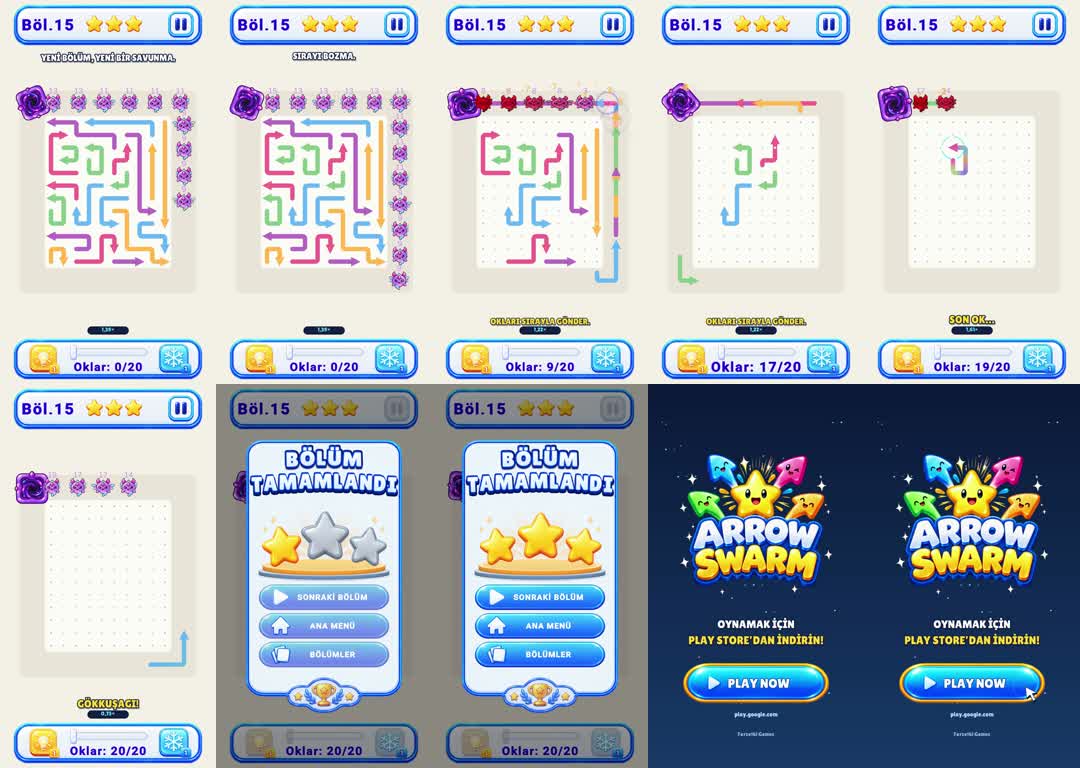 Böl.15
YENİ BÖLÜM, YENİ BİR SAVUNMA.
Oklar: 0/20
Böl.15
SIRAYI BOZMA.
Oklar: 0/20
Böl.15
OKLARI SIRAYLA GÖNDER.
Oklar: 9/20
Böl.15
OKLARI SIRAYLA GÖNDER.
Oklar: 17/20
Böl.15
SON OK...
Oklar: 19/20
Böl.15
GÖKKUŞAĞI!
Oklar: 20/20
Böl.15
BÖLÜM
TAMAMLANDI
SONRAKİ BÖLÜM
ANA MENÜ
BÖLÜMLER
Oklar: 20/20
Böl.15
BÖLÜM
TAMAMLANDI
SONRAKİ BÖLÜM
ANA MENÜ
BÖLÜMLER
Oklar: 20/20
ARROW
SWARM
OYNAMAK İÇİN
PLAY STORE'DAN İNDİRİN!
PLAY NOW
play.google.com
ARROW
SWARM
OYNAMAK İÇİN
PLAY STORE'DAN İNDİRİN!
PLAY NOW
play.google.com